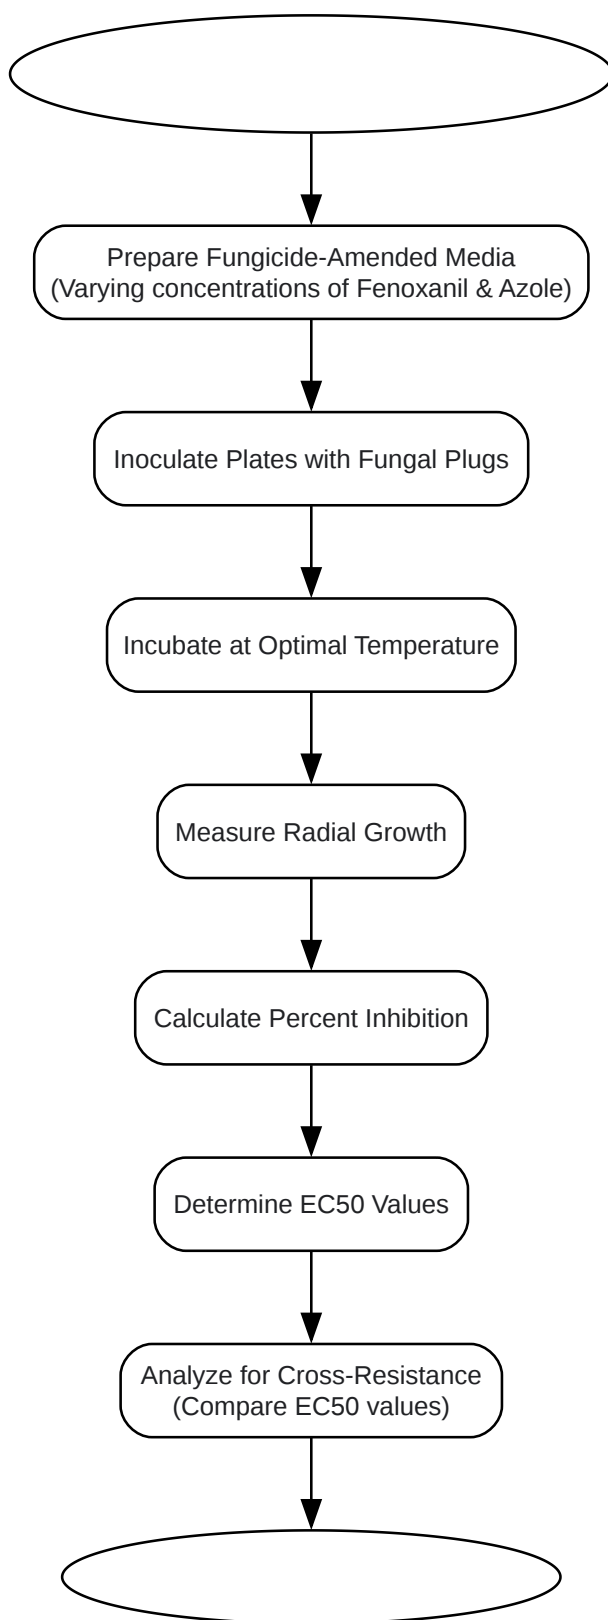 Prepare Fungicide-Amended Media
(Varying concentrations of Fenoxanil & Azole)
Inoculate Plates with Fungal Plugs
Incubate at Optimal Temperature
Measure Radial Growth
Calculate Percent Inhibition
Determine EC50 Values
Analyze for Cross-Resistance
(Compare EC50 values)